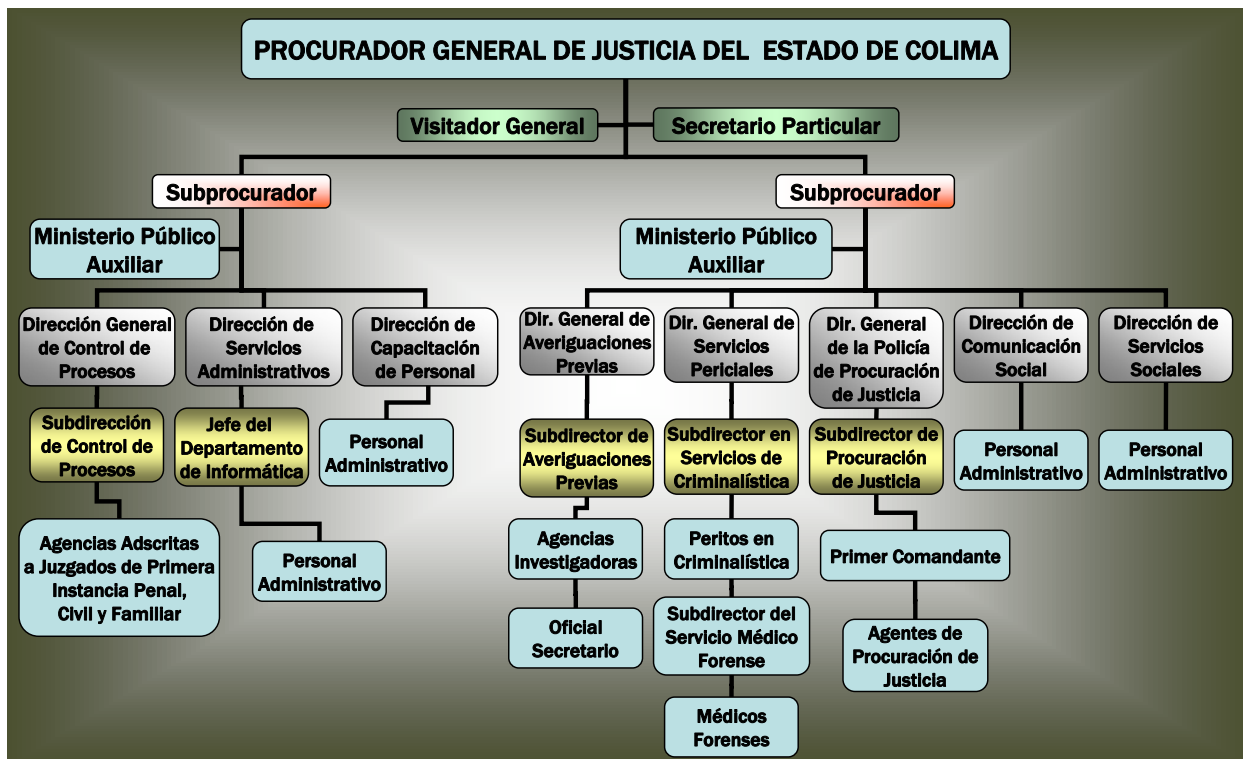 PROCURADOR GENERAL DE JUSTICIA DEL ESTADO DE COLIMA
Visitador General
Secretario Particular
Subprocurador
Subprocurador
Ministerio Público
Auxiliar
Ministerio Público
Auxiliar
Dirección General
de Control de
Procesos
Dirección de
Servicios
Administrativos
Dirección de
Capacitación
de Personal
Dir. General de
Averiguaciones
Previas
Dir. General de
Servicios
Periciales
Dir. General
de la Policía
de Procuración
de Justicia
Dirección de
Comunicación
Social
Dirección de
Servicios
Sociales
Subdirección
de Control de
Procesos
Jefe del
Departamento
de Informática
Personal
Administrativo
Subdirector de
Averiguaciones
Previas
Subdirector en
Servicios de
Criminalística
Subdirector de
Procuración
de Justicia
Personal
Administrativo
Personal
Administrativo
Agencias Adscritas
a Juzgados de Primera
Instancia Penal,
Civil y Familiar
Personal
Administrativo
Agencias
Investigadoras
Peritos en
Criminalística
Primer Comandante
Oficial
Secretario
Subdirector del
Servicio Médico
Forense
Agentes de
Procuración de
Justicia
Médicos
Forenses